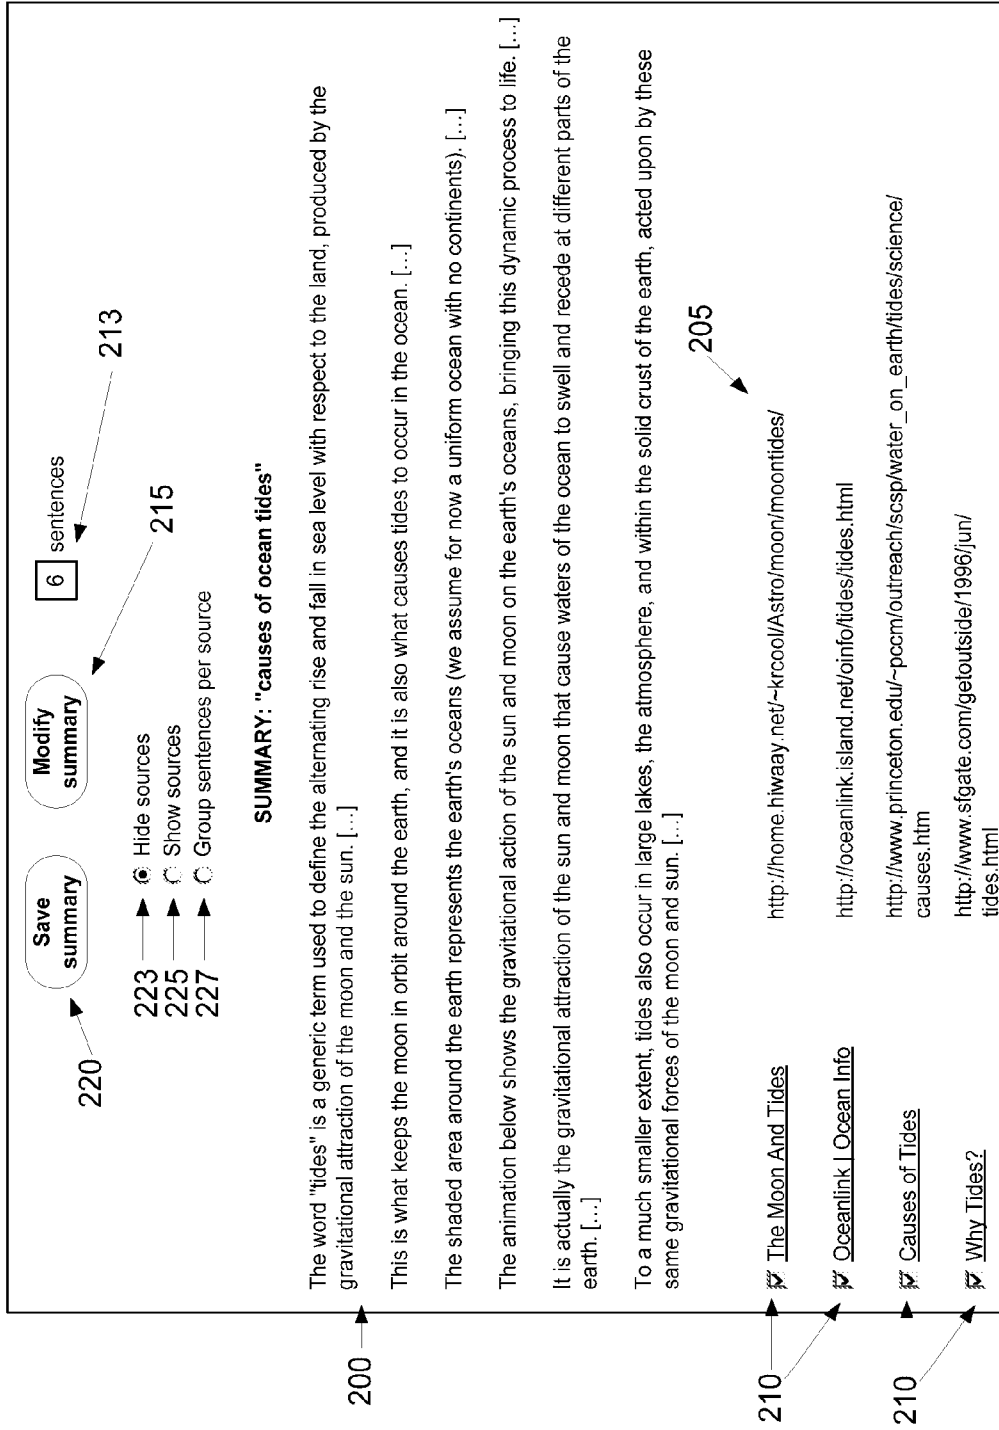 Save summary
Modify summary
6 sentences
213
220
215
223
Hide sources
225
Show sources
227
Group sentences per source
SUMMARY: "causes of ocean tides"
The word "tides" is a generic term used to define the alternating rise and fall in sea level with respect to the land, produced by the
gravitational attraction of the moon and the sun. [...]
200
This is what keeps the moon in orbit around the earth, and it is also what causes tides to occur in the ocean. [...]
The shaded area around the earth represents the earth's oceans (we assume for now a uniform ocean with no continents). [...]
The animation below shows the gravitational action of the sun and moon on the earth's oceans, bringing this dynamic process to life. [...]
It is actually the gravitational attraction of the sun and moon that cause waters of the ocean to swell and recede at different parts of the
earth. [...]
To a much smaller extent, tides also occur in large lakes, the atmosphere, and within the solid crust of the earth, acted upon by these
same gravitational forces of the moon and sun. [...]
205
210
The Moon And Tides http://home.hiwaay.net/~krcool/Astro/moon/moontides/
Oceanlink | Ocean Info http://oceanlink.island.net/oinfo/tides/tides.html
210
Causes of Tides http://www.princeton.edu/~pccm/outreach/scsp/water_on_earth/tides/science/
causes.htm
Why Tides? http://www.sfgate.com/getoutside/1996/jun/
tides.html